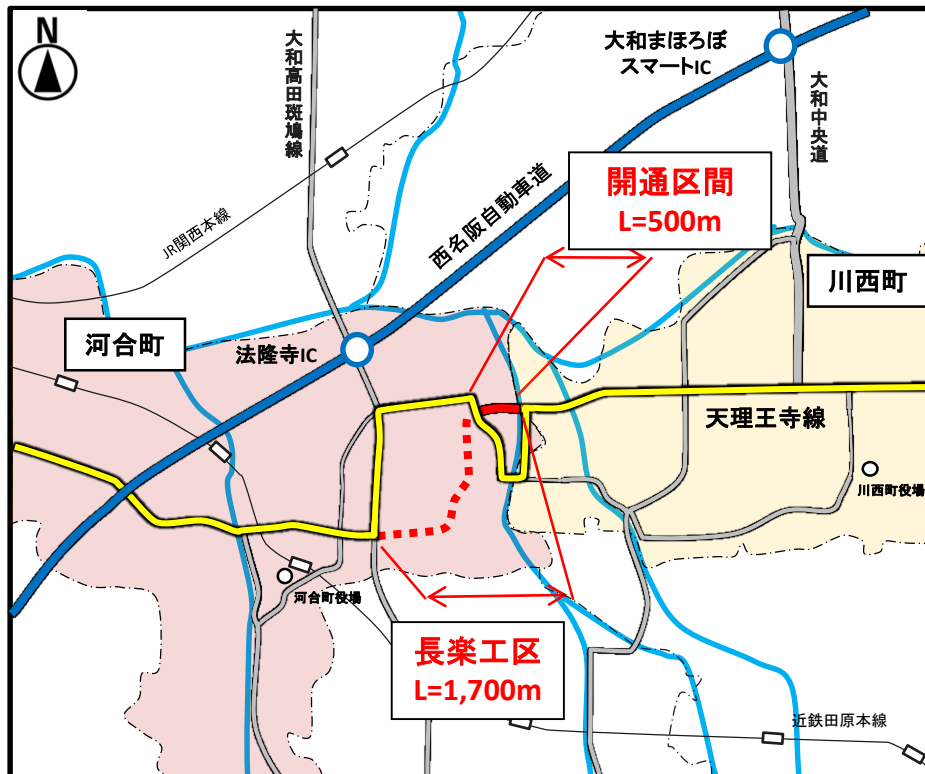 N
大和高田斑鳩線
大和まほろば
スマートIC
大和中央道
JR関西本線
西名阪自動車道
開通区間
L=500m
川西町
河合町
法隆寺IC
天理王寺線
川西町役場
河合町役場
長楽工区
L=1,700m
近鉄田原本線